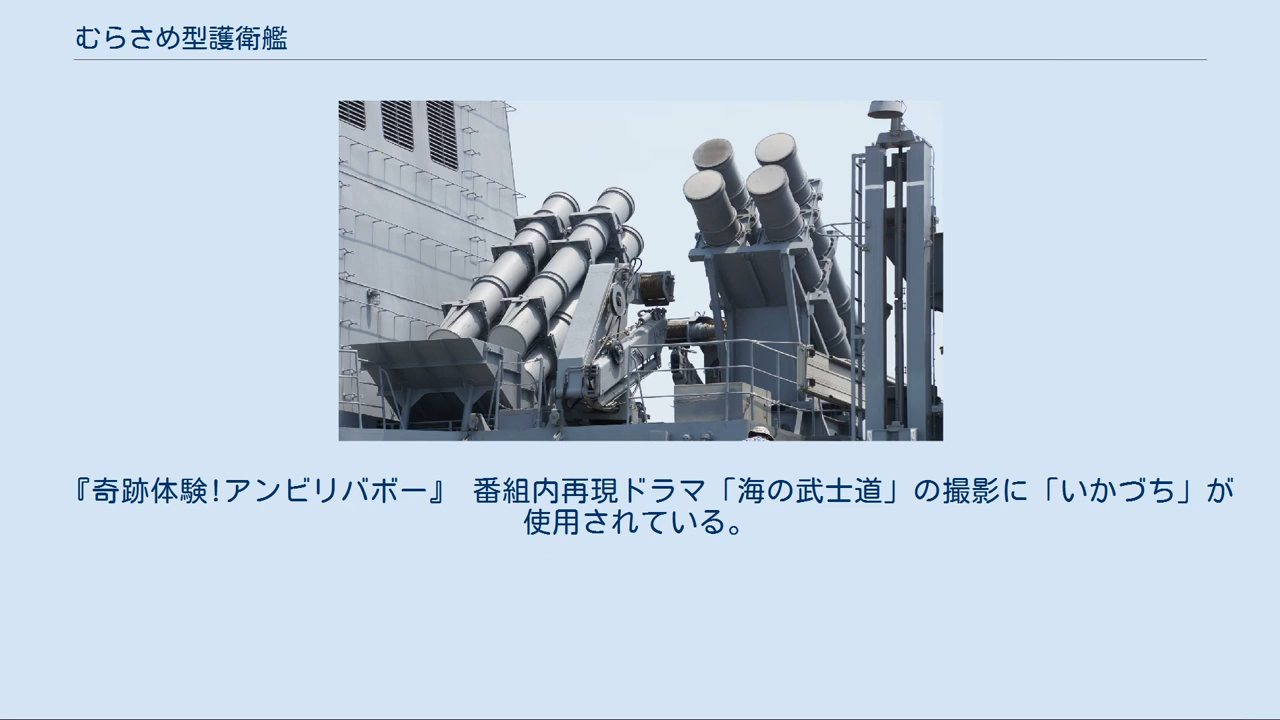 むらさめ型護衛艦
『奇跡体験!アンビリバボー』 番組内再現ドラマ「海の武士道」の撮影に「いかづち」が
使用されている。